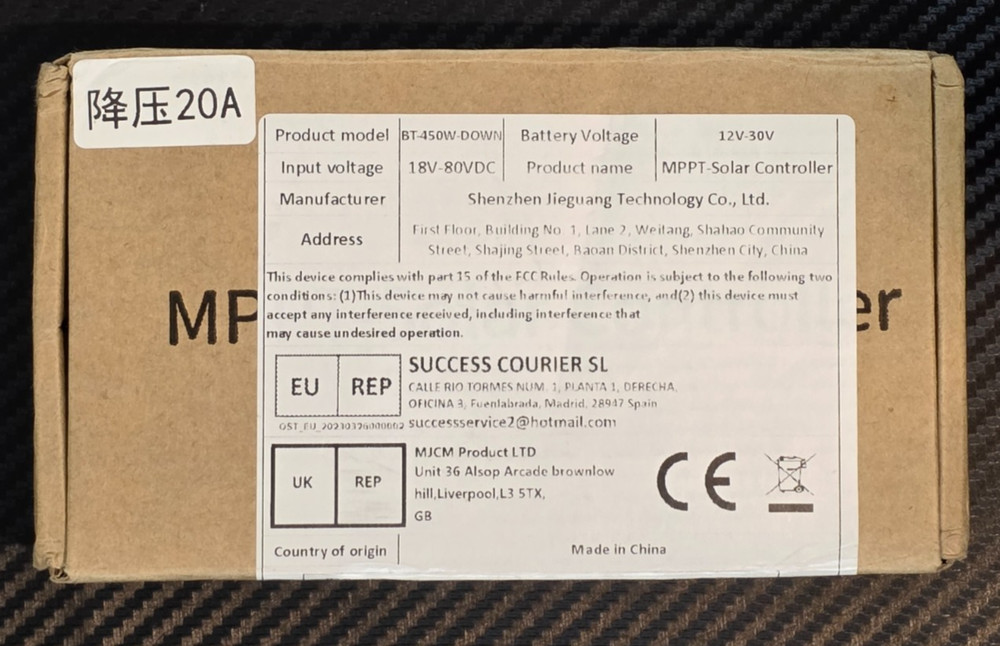 降压20A
Product model BT-450W-DOWN Battery Voltage 12V-30V
Input voltage 18V-80VDC Product name MPPT-Solar Controller
Manufacturer Shenzhen Jieguang Technology Co., Ltd.
Address First Floor, Building No. 1, Lane 2, Weitang, Shahao Community
Street, Shajing Street, Baoan District, Shenzhen City, China
This device complies with part 15 of the FCC Rules. Operation is subject to the following two
conditions: (1)This device may not cause harmful interference, and(2) this device must
accept any interference received, including interference that
may cause undesired operation.
MP er
EU REP SUCCESS COURIER SL
CALLE RIO TORMES NUM. 1, PLANTA 1, DERECHA,
OFICINA 3, Fuenlabrada, Madrid, 28947 Spain
successservice2@hotmail.com
UK REP MJCM Product LTD
Unit 36 Alsop Arcade brownlow
hill,Liverpool,L3 5TX,
GB
CE
Country of origin Made in China